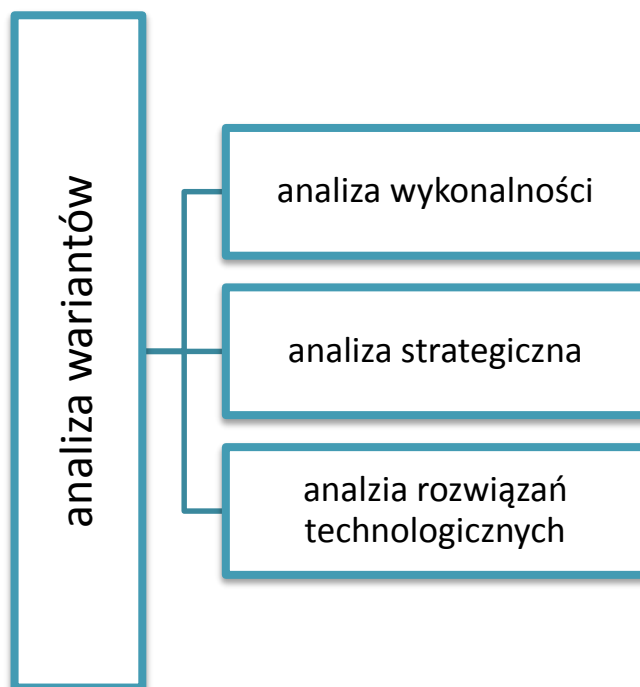 analiza wariantów
analiza wykonalności
analiza strategiczna
analzia rozwiązań
technologicznych